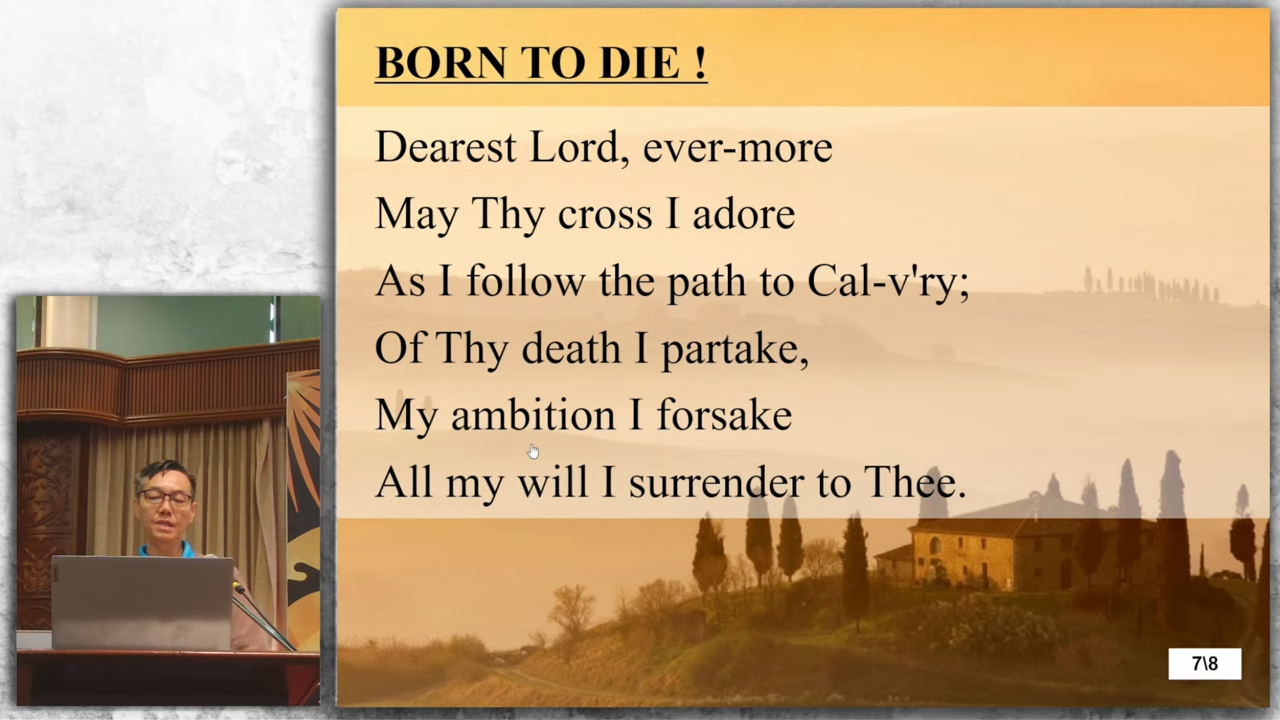 BORN TO DIE !
Dearest Lord, ever-more
May Thy cross I adore
As I follow the path to Cal-v'ry;
Of Thy death I partake,
My ambition I forsake
All my will I surrender to Thee.
7\8